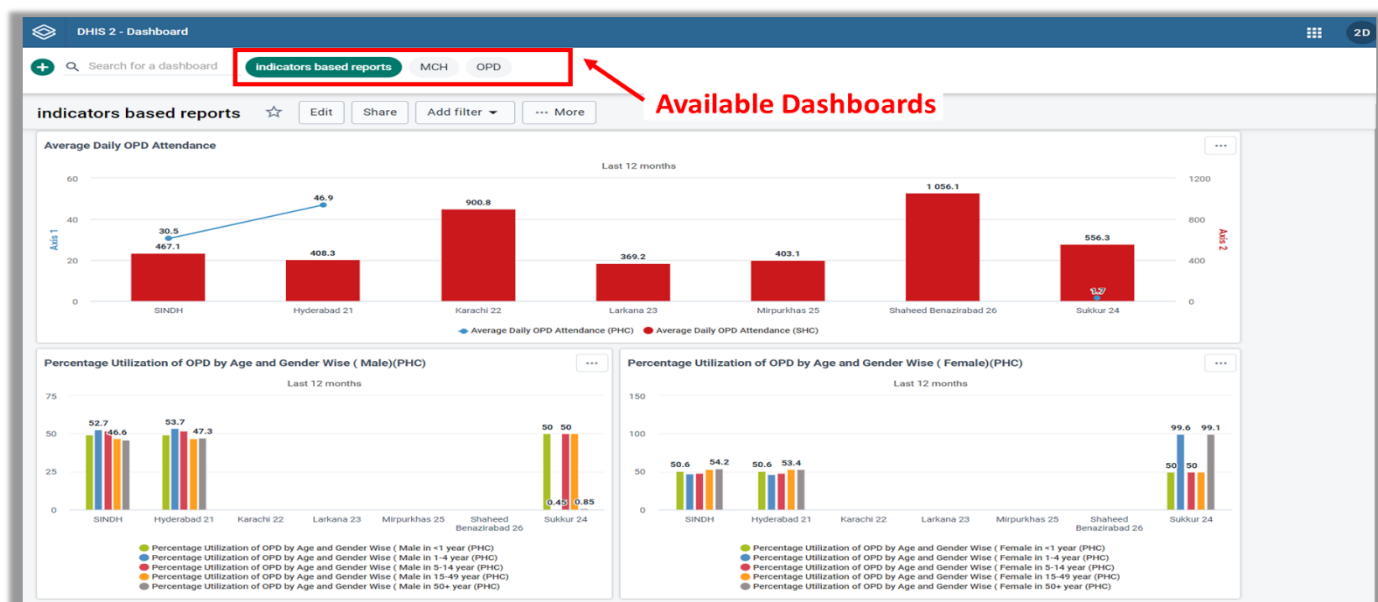 DHIS 2 - Dashboard
2D
Search for a dashboard
indicators based reports
MCH
OPD
Available Dashboards
indicators based reports
Edit
Share
Add filter
More
Average Daily OPD Attendance
Last 12 months
60
40
20
0
Axis 1
1200
800
400
0
Axis 2
30.5
467.1
46.9
408.3
900.8
369.2
403.1
1 056.1
556.3
1.7
SINDH
Hyderabad 21
Karachi 22
Larkana 23
Mirpurkhas 25
Shaheed Benazirabad 26
Sukkur 24
Average Daily OPD Attendance (PHC)
Average Daily OPD Attendance (SHC)
Percentage Utilization of OPD by Age and Gender Wise ( Male)(PHC)
Last 12 months
75
50
25
0
52.7
46.6
53.7
47.3
50
50
0.45
0.85
SINDH
Hyderabad 21
Karachi 22
Larkana 23
Mirpurkhas 25
Shaheed
Benazirabad 26
Sukkur 24
Percentage Utilization of OPD by Age and Gender Wise ( Male in <1 year (PHC)
Percentage Utilization of OPD by Age and Gender Wise ( Male in 1-4 year (PHC)
Percentage Utilization of OPD by Age and Gender Wise ( Male in 5-14 year (PHC)
Percentage Utilization of OPD by Age and Gender Wise ( Male in 15-49 year (PHC)
Percentage Utilization of OPD by Age and Gender Wise ( Male in 50+ year (PHC)
Percentage Utilization of OPD by Age and Gender Wise ( Female)(PHC)
Last 12 months
150
100
50
0
50.6
54.2
50.6
53.4
50
99.6
50
99.1
SINDH
Hyderabad 21
Karachi 22
Larkana 23
Mirpurkhas 25
Shaheed
Benazirabad 26
Sukkur 24
Percentage Utilization of OPD by Age and Gender Wise ( Female in <1 year (PHC)
Percentage Utilization of OPD by Age and Gender Wise ( Female in 1-4 year (PHC)
Percentage Utilization of OPD by Age and Gender Wise ( Female in 5-14 year (PHC)
Percentage Utilization of OPD by Age and Gender Wise ( Female in 15-49 year (PHC)
Percentage Utilization of OPD by Age and Gender Wise ( Female in 50+ year (PHC)